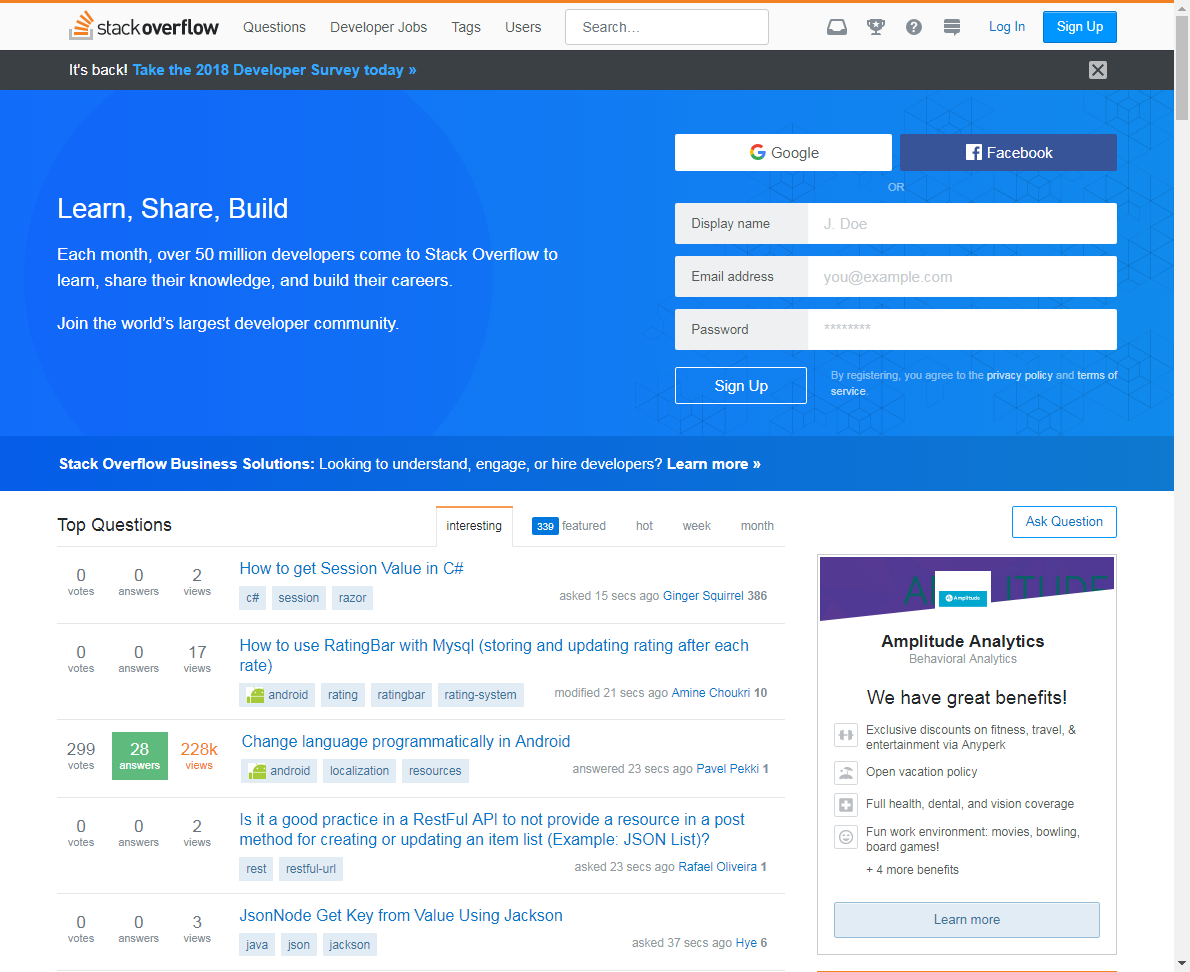 stackoverflow Questions Developer Jobs Tags Users Search... Log In Sign Up
It's back! Take the 2018 Developer Survey today »
Google Facebook
OR
Learn, Share, Build
Each month, over 50 million developers come to Stack Overflow to
learn, share their knowledge, and build their careers.
Join the world's largest developer community.
Display name J. Doe
Email address you@example.com
Password ********
Sign Up
By registering, you agree to the privacy policy and terms of
service.
Stack Overflow Business Solutions: Looking to understand, engage, or hire developers? Learn more »
Top Questions interesting 339 featured hot week month
Ask Question
0 votes 0 answers 2 views
How to get Session Value in C#
c# session razor
asked 15 secs ago Ginger Squirrel 386
0 votes 0 answers 17 views
How to use RatingBar with Mysql (storing and updating rating after each
rate)
android rating ratingbar rating-system
modified 21 secs ago Amine Choukri 10
299 votes 28 answers 228k views
Change language programmatically in Android
android localization resources
answered 23 secs ago Pavel Pekki 1
0 votes 0 answers 2 views
Is it a good practice in a RestFul API to not provide a resource in a post
method for creating or updating an item list (Example: JSON List)?
rest restful-url
asked 23 secs ago Rafael Oliveira 1
0 votes 0 answers 3 views
JsonNode Get Key from Value Using Jackson
java json jackson
asked 37 secs ago Hye 6
Amplitude
Amplitude Analytics
Behavioral Analytics
We have great benefits!
Exclusive discounts on fitness, travel, &
entertainment via Anyperk
Open vacation policy
Full health, dental, and vision coverage
Fun work environment: movies, bowling,
board games!
+ 4 more benefits
Learn more